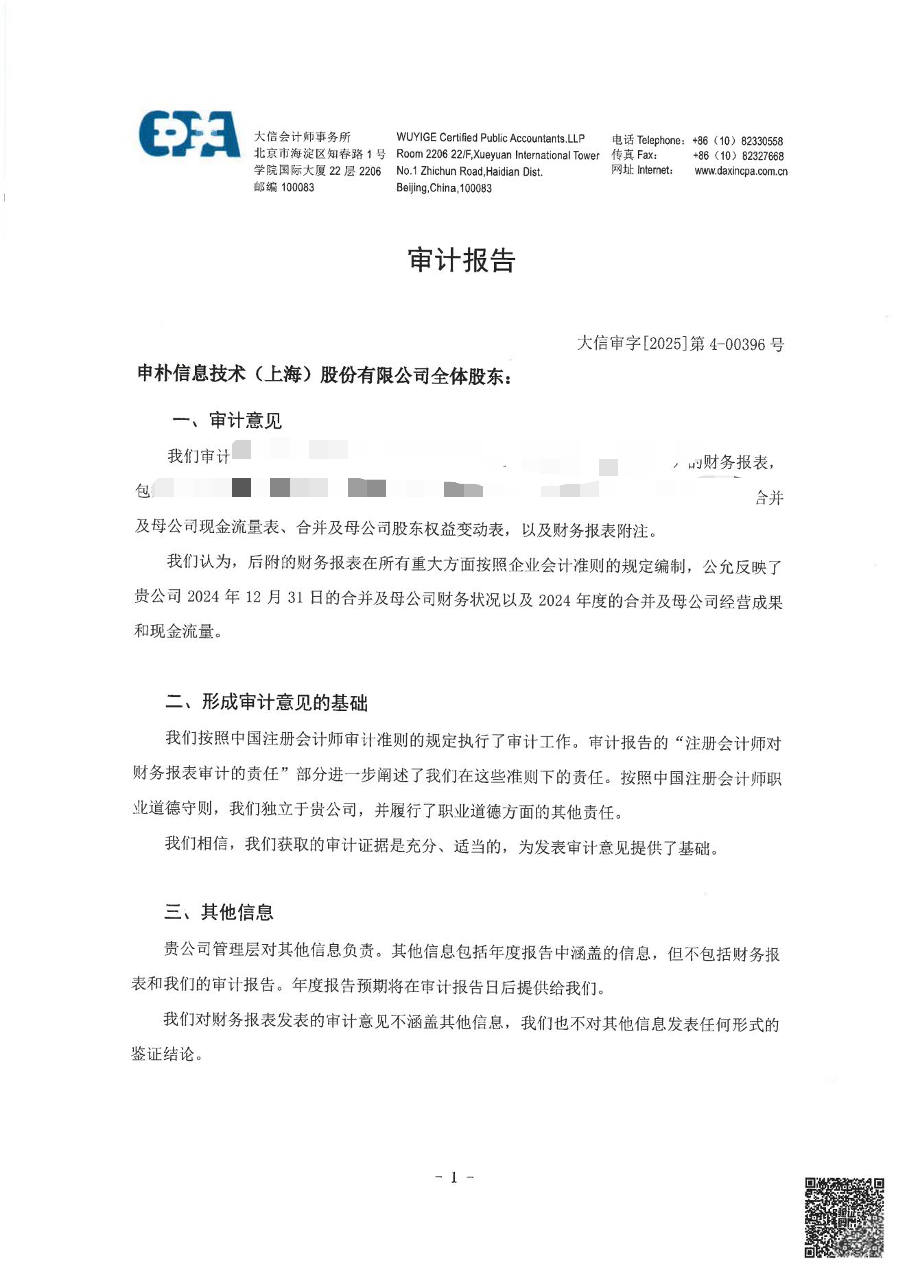 CPA
大信会计师事务所
北京市海淀区知春路 1 号
学院国际大厦 22 层 2206
邮编 100083
WUYIGE Certified Public Accountants.LLP
Room 2206 22/F,Xueyuan International Tower
No.1 Zhichun Road,Haidian Dist.
Beijing,China,100083
电话 Telephone: +86（10）82330558
传真 Fax: +86（10）82327668
网址 Internet: www.daxincpa.com.cn
审计报告
大信审字[2025]第 4-00396 号
申朴信息技术（上海）股份有限公司全体股东：
一、审计意见
我们审计 的财务报表，
包 合并
及母公司现金流量表、合并及母公司股东权益变动表，以及财务报表附注。
我们认为，后附的财务报表在所有重大方面按照企业会计准则的规定编制，公允反映了
贵公司 2024 年 12 月 31 日的合并及母公司财务状况以及 2024 年度的合并及母公司经营成果
和现金流量。
二、形成审计意见的基础
我们按照中国注册会计师审计准则的规定执行了审计工作。审计报告的“注册会计师对
财务报表审计的责任”部分进一步阐述了我们在这些准则下的责任。按照中国注册会计师职
业道德守则，我们独立于贵公司，并履行了职业道德方面的其他责任。
我们相信，我们获取的审计证据是充分、适当的，为发表审计意见提供了基础。
三、其他信息
贵公司管理层对其他信息负责。其他信息包括年度报告中涵盖的信息，但不包括财务报
表和我们的审计报告。年度报告预期将在审计报告日后提供给我们。
我们对财务报表发表的审计意见不涵盖其他信息，我们也不对其他信息发表任何形式的
鉴证结论。
- 1 -